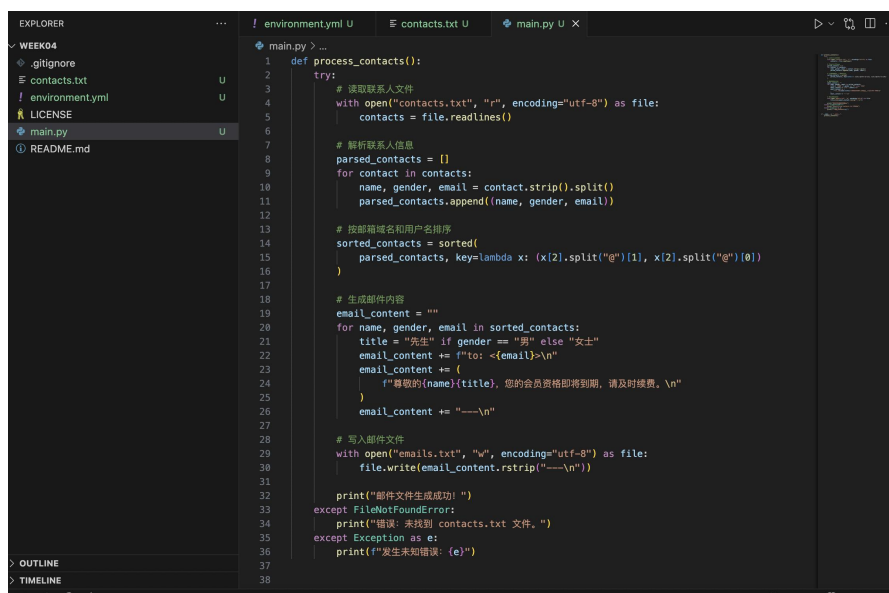 EXPLORER
WEEK04
.gitignore
contacts.txt U
environment.yml U
LICENSE
main.py U
README.md
OUTLINE
TIMELINE
environment.yml U contacts.txt U main.py U
main.py > ...
1 def process_contacts():
2 try:
3 # 读取联系人文件
4 with open("contacts.txt", "r", encoding="utf-8") as file:
5 contacts = file.readlines()
6
7 # 解析联系人信息
8 parsed_contacts = []
9 for contact in contacts:
10 name, gender, email = contact.strip().split()
11 parsed_contacts.append((name, gender, email))
12
13 # 按邮箱域名和用户名排序
14 sorted_contacts = sorted(
15 parsed_contacts, key=lambda x: (x[2].split("@")[1], x[2].split("@")[0])
16 )
17
18 # 生成邮件内容
19 email_content = ""
20 for name, gender, email in sorted_contacts:
21 title = "先生" if gender == "男" else "女士"
22 email_content += f"to: <{email}>\n"
23 email_content += (
24 f"尊敬的{name}{title}，您的会员资格即将到期，请及时续费。\n"
25 )
26 email_content += "---\n"
27
28 # 写入邮件文件
29 with open("emails.txt", "w", encoding="utf-8") as file:
30 file.write(email_content.rstrip("---\n"))
31
32 print("邮件文件生成成功！")
33 except FileNotFoundError:
34 print("错误：未找到 contacts.txt 文件。")
35 except Exception as e:
36 print(f"发生未知错误：{e}")
37
38